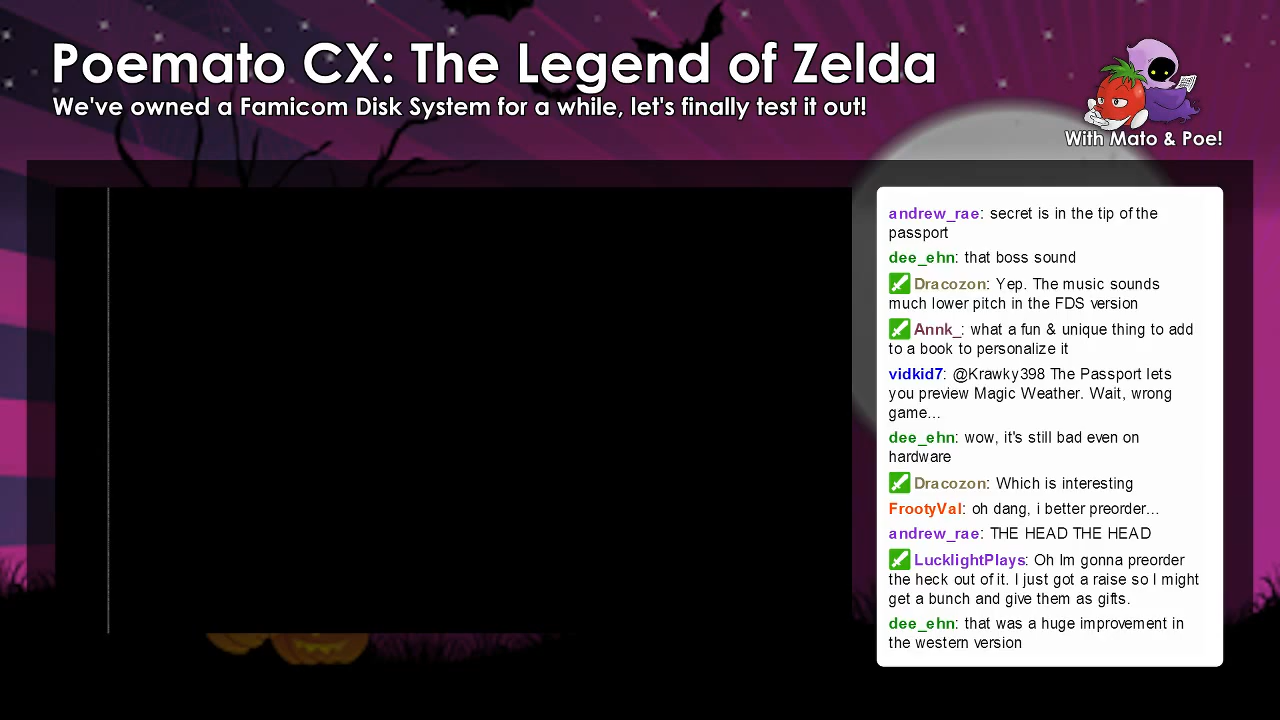 Poemato CX: The Legend of Zelda
We've owned a Famicom Disk System for a while, let's finally test it out!
With Mato & Poe!
andrew_rae: secret is in the tip of the
passport
dee_ehn: that boss sound
Dracozon: Yep. The music sounds
much lower pitch in the FDS version
Annk_: what a fun & unique thing to add
to a book to personalize it
vidkid7: @Krawky398 The Passport lets
you preview Magic Weather. Wait, wrong
game...
dee_ehn: wow, it's still bad even on
hardware
Dracozon: Which is interesting
FrootyVal: oh dang, i better preorder...
andrew_rae: THE HEAD THE HEAD
LucklightPlays: Oh Im gonna preorder
the heck out of it. I just got a raise so I might
get a bunch and give them as gifts.
dee_ehn: that was a huge improvement in
the western version